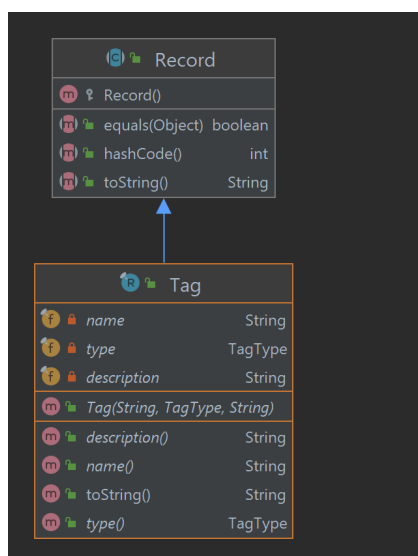 Record
Record()
equals(Object) boolean
hashCode() int
toString() String
Tag
name String
type TagType
description String
Tag(String, TagType, String)
description() String
name() String
toString() String
type() TagType